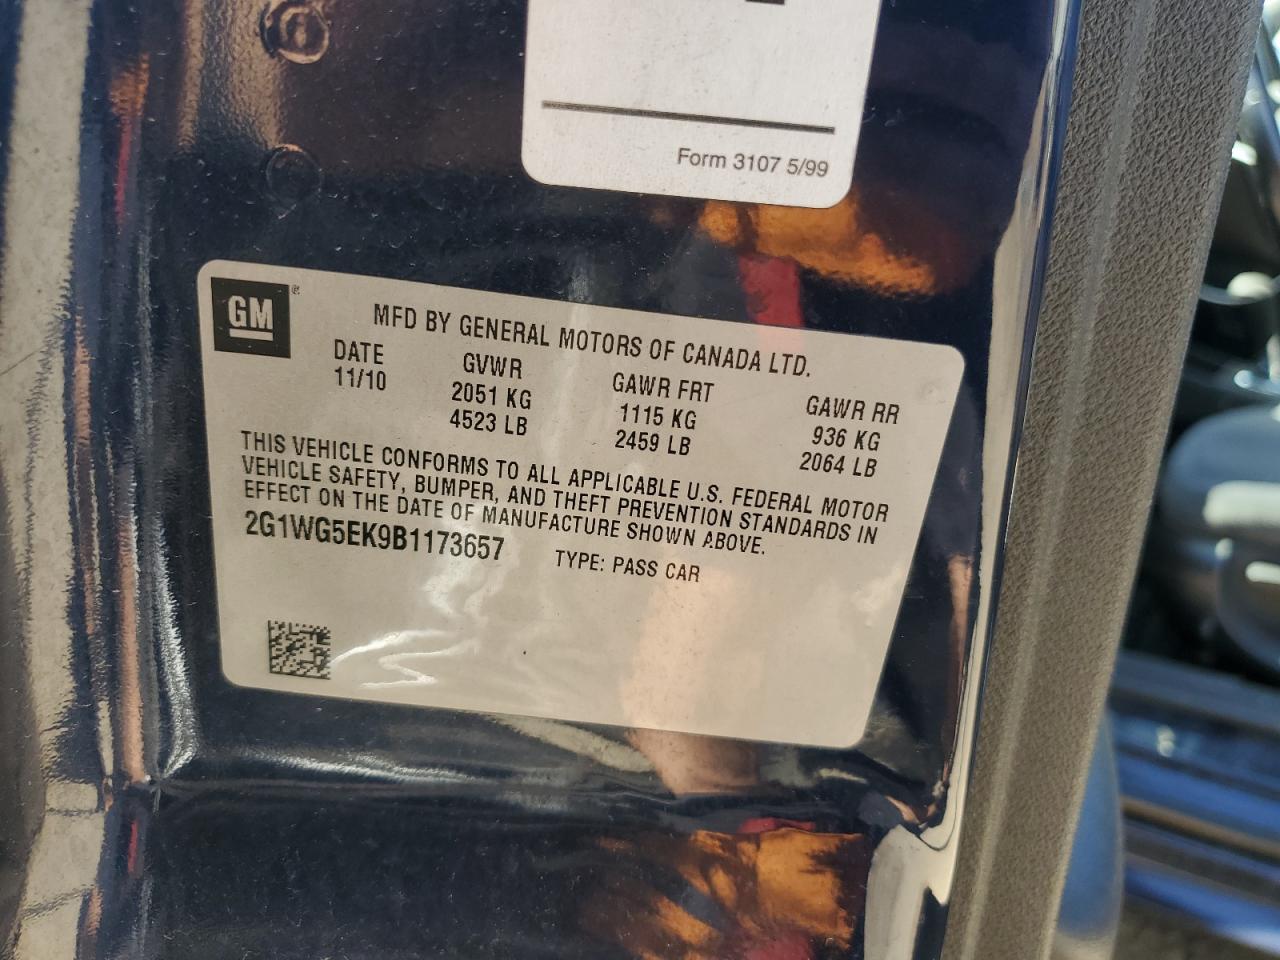 Form 3107 5/99
GM®
MFD BY GENERAL MOTORS OF CANADA LTD.
DATE GVWR GAWR FRT GAWR RR
11/10 2051 KG 1115 KG 936 KG
4523 LB 2459 LB 2064 LB
THIS VEHICLE CONFORMS TO ALL APPLICABLE U.S. FEDERAL MOTOR
VEHICLE SAFETY, BUMPER, AND THEFT PREVENTION STANDARDS IN
EFFECT ON THE DATE OF MANUFACTURE SHOWN ABOVE.
2G1WG5EK9B1173657 TYPE: PASS CAR